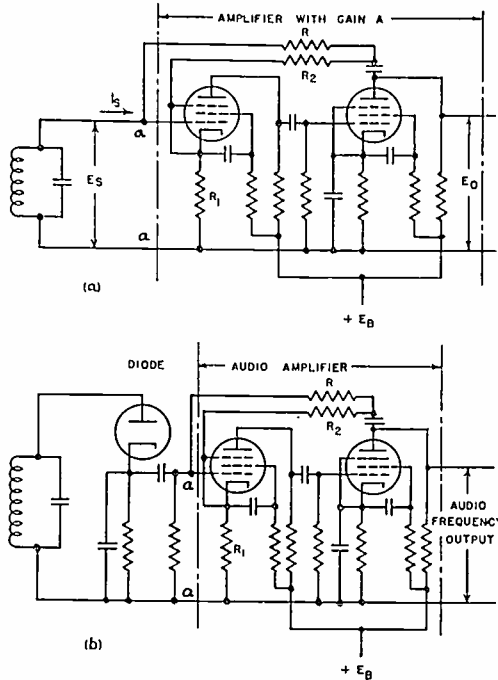 AMPLIFIER WITH GAIN A
R
R2
Is
a
ES
R1
EO
a
(a)
+ EB
DIODE
AUDIO AMPLIFIER
R
R2
a
R1
AUDIO
FREQUENCY
OUTPUT
a
(b)
+ EB